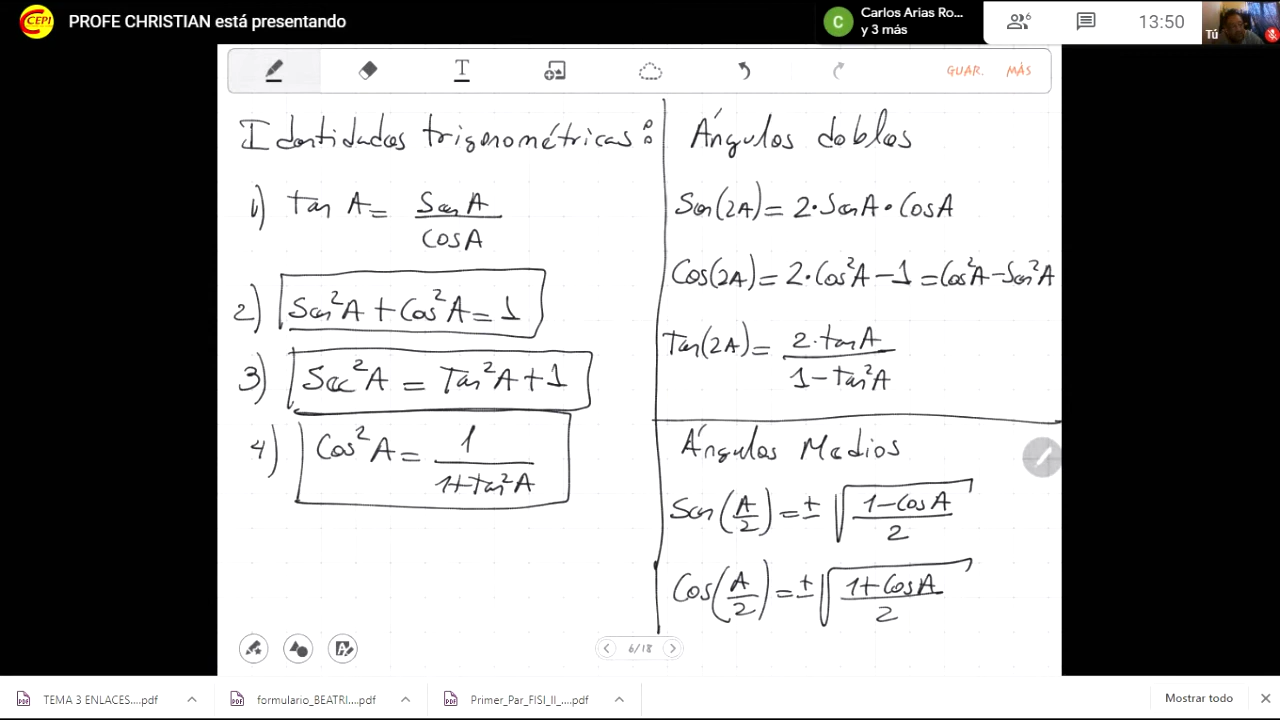 CEPI
PROFE CHRISTIAN está presentando
C
Carlos Arias Ro...
y 3 más
6
13:50
Tú
T
GUAR.
MÁS
Identidades trigonométricas:
1) tan A = Sen A / Cos A
2) Sen²A + Cos²A = 1
3) Sec²A = Tan²A + 1
4) Cos²A = 1 / 1+tan²A
Ángulos dobles
Sen(2A) = 2·SenA·CosA
Cos(2A) = 2·Cos²A − 1 = Cos²A − Sen²A
Tan(2A) = 2·tanA / 1 − tan²A
Ángulos Medios
Sen(A/2) = ± √(1 − CosA / 2)
Cos(A/2) = ± √(1 + CosA / 2)
6/18
TEMA 3 ENLACES....pdf
formulario_BEATRI....pdf
Primer_Par_FISI_II_....pdf
Mostrar todo